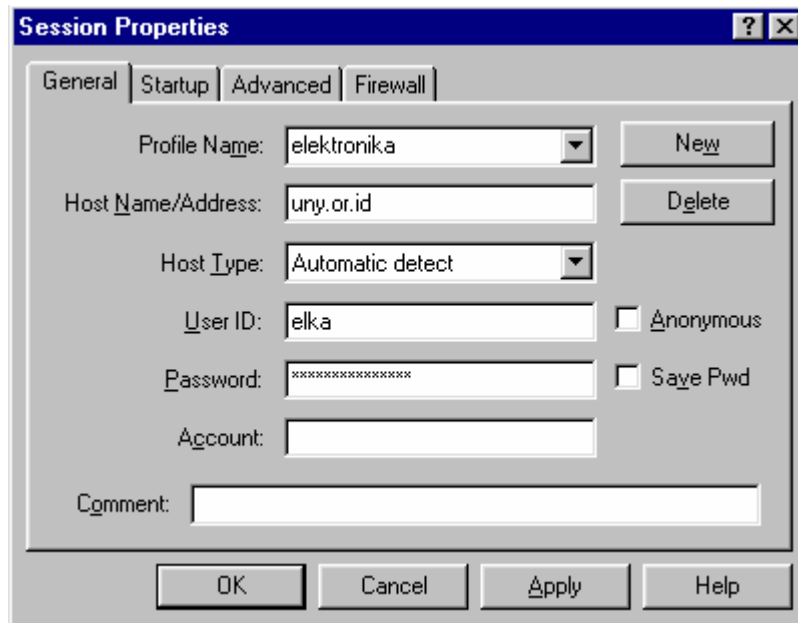 Session Properties
General Startup Advanced Firewall
Profile Name: elektronika New
Host Name/Address: uny.or.id Delete
Host Type: Automatic detect
User ID: elka Anonymous
Password: *************** Save Pwd
Account:
Comment:
OK Cancel Apply Help